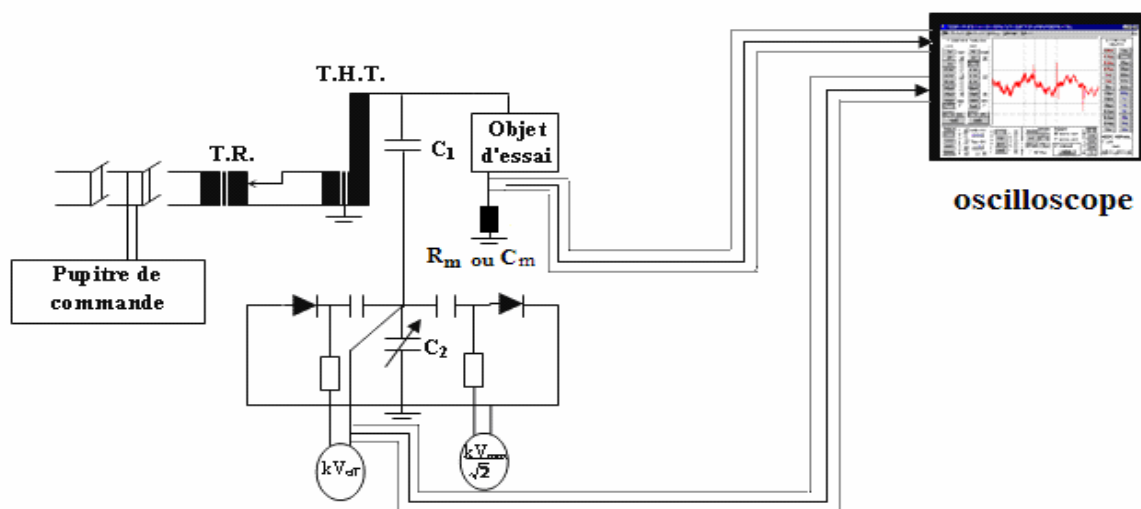 T.H.T.
T.R.
C1
Objet
d'essai
oscilloscope
Rm ou Cm
Pupitre de
commande
C2
kVeff
kVmax
√2